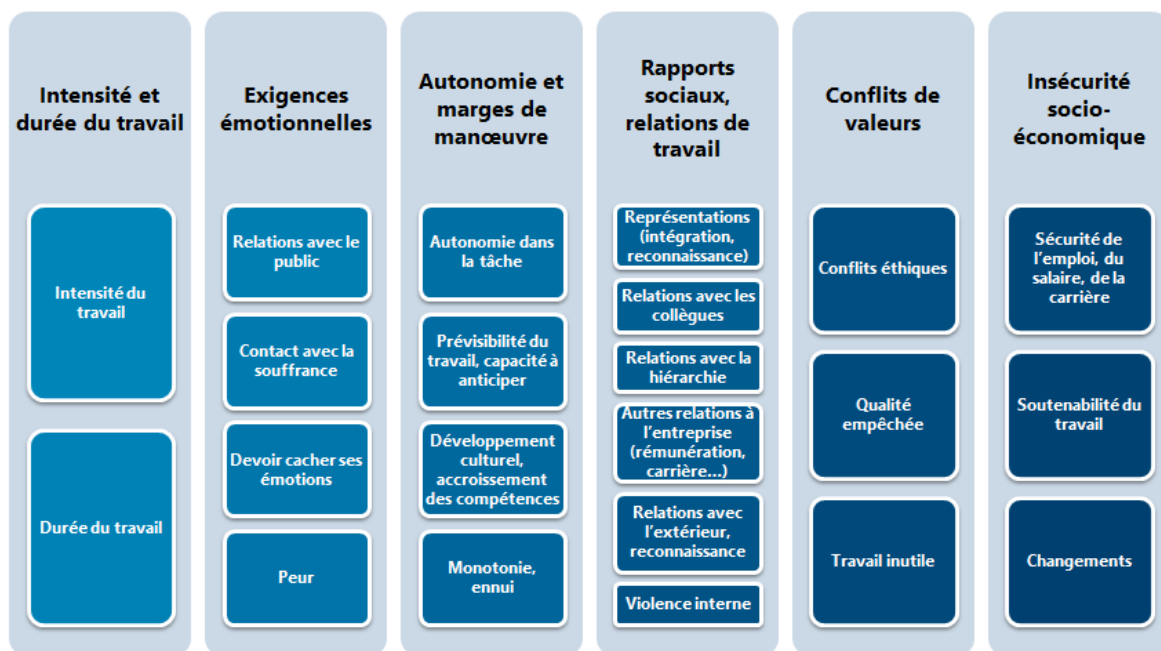 Intensité et
durée du travail
Intensité du
travail
Durée du travail
Exigences
émotionnelles
Relations avec le
public
Contact avec la
souffrance
Devoir cacher ses
émotions
Peur
Autonomie et
marges de
manœuvre
Autonomie dans
la tâche
Prévisibilité du
travail, capacité à
anticiper
Développement
culturel,
accroissement
des compétences
Monotonie,
ennui
Rapports
sociaux,
relations de
travail
Représentations
(intégration,
reconnaissance)
Relations avec les
collègues
Relations avec la
hiérarchie
Autres relations à
l'entreprise
(rémunération,
carrière...)
Relations avec
l'extérieur,
reconnaissance
Violence interne
Conflits de
valeurs
Conflits éthiques
Qualité
empêchée
Travail inutile
Insécurité
socio-
économique
Sécurité de
l'emploi, du
salaire, de la
carrière
Soutenabilité du
travail
Changements